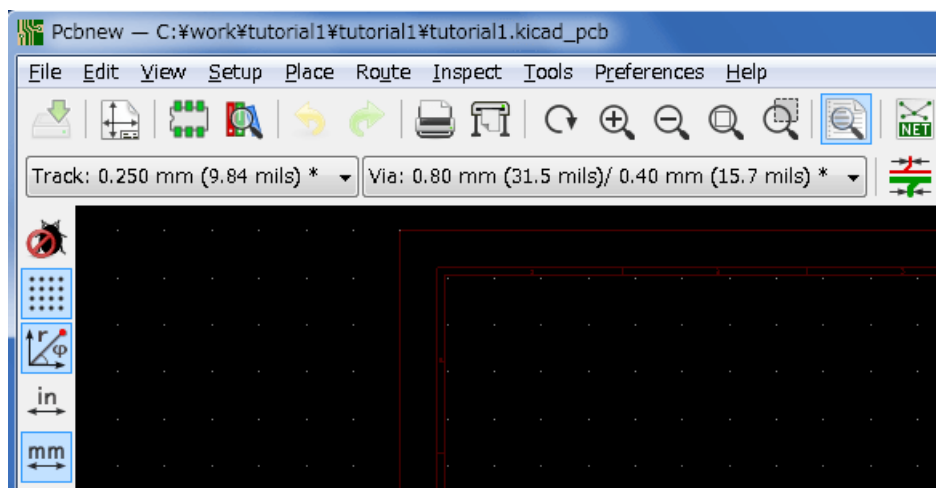 Pcbnew — C:¥work¥tutorial1¥tutorial1¥tutorial1.kicad_pcb
File Edit View Setup Place Route Inspect Tools Preferences Help
NET
Track: 0.250 mm (9.84 mils) * Via: 0.80 mm (31.5 mils)/ 0.40 mm (15.7 mils) *
r
φ
in
mm